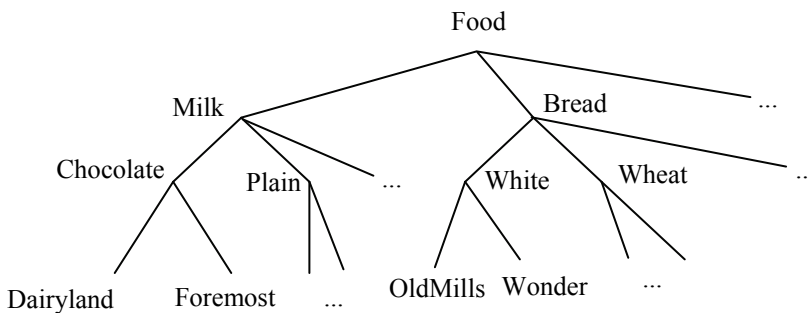 Food
Milk
Bread
...
Chocolate
Plain
...
White
Wheat
..
Dairyland
Foremost
...
OldMills
Wonder
...